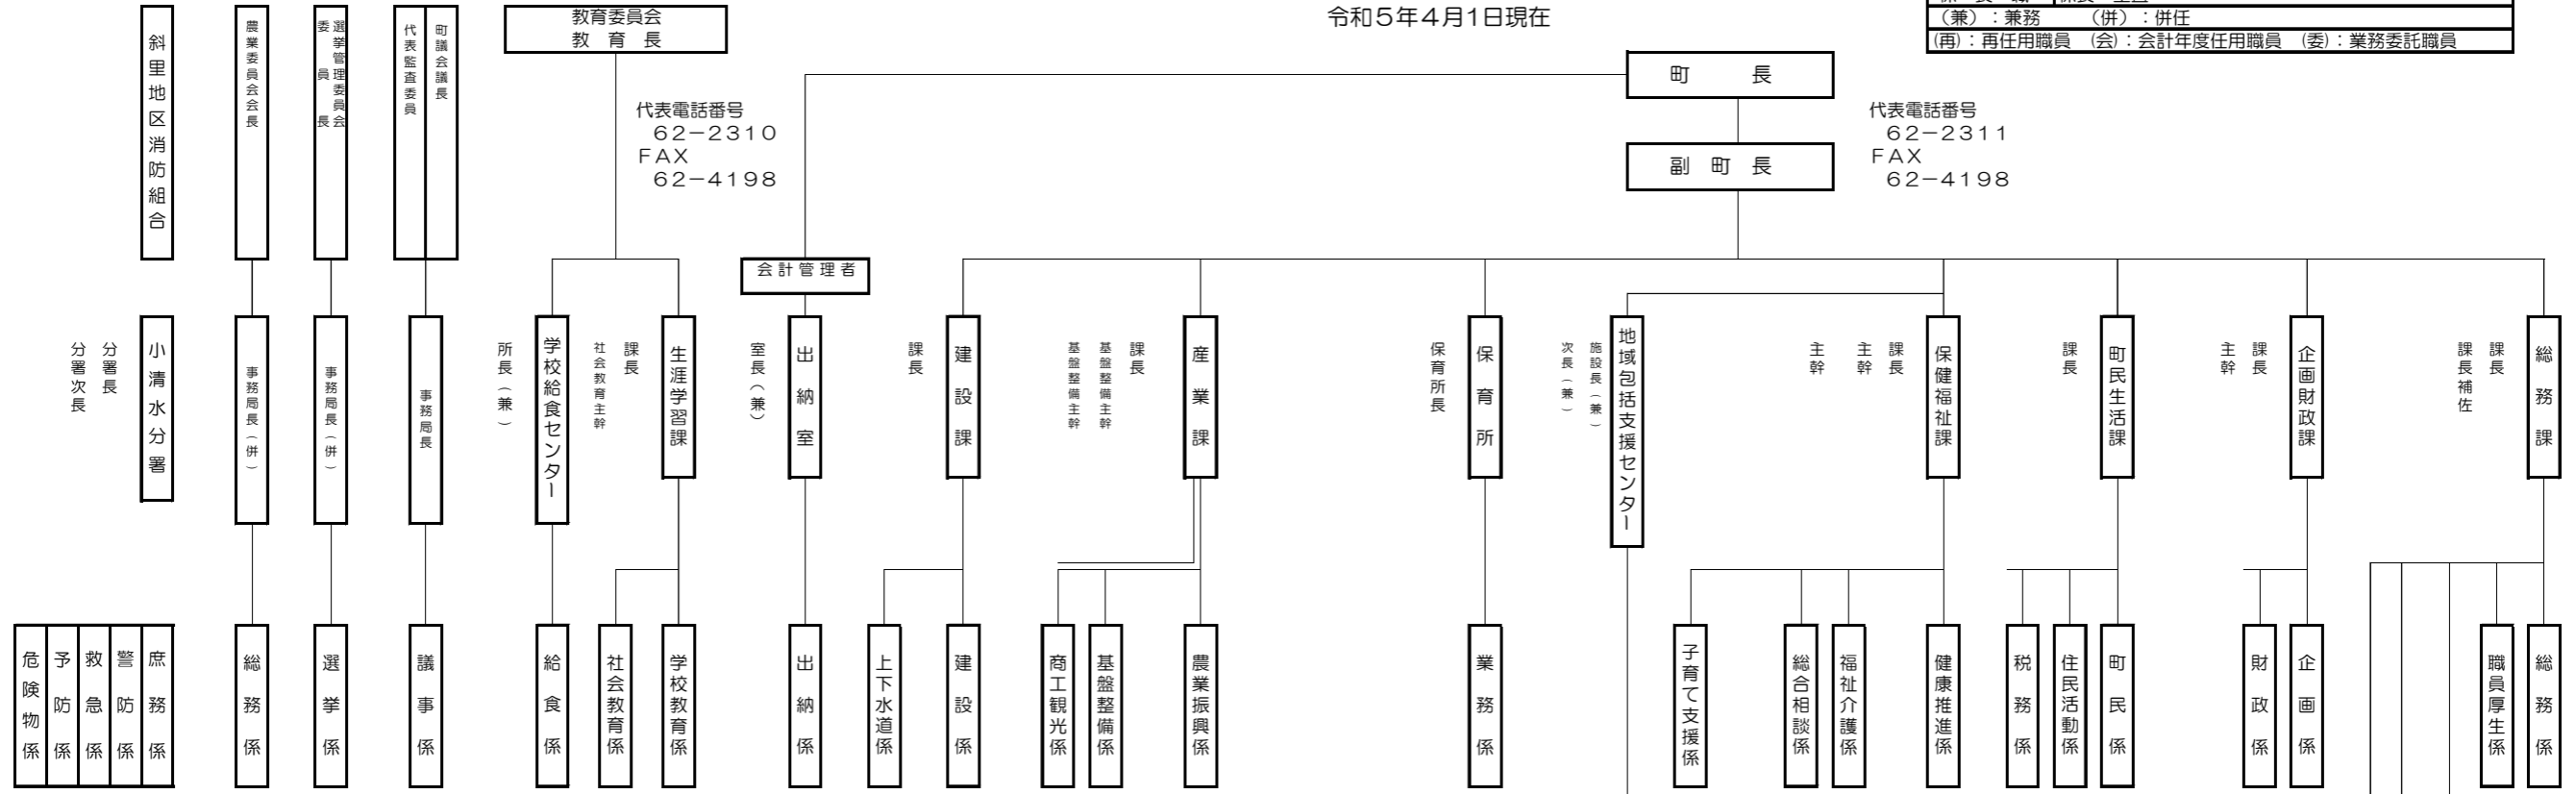 令和5年4月1日現在
(兼):兼務 (併):併任
(再):再任用職員 (会):会計年度任用職員 (委):業務委託職員
町長
副町長
代表電話番号
62-2311
FAX
62-4198
教育委員会
教育長
代表電話番号
62-2310
FAX
62-4198
町議会議長
代表監査委員
選挙管理委員会
委員長
農業委員会会長
斜里地区消防組合
会計管理者
総務課
課長
課長補佐
企画財政課
課長
主幹
町民生活課
課長
保健福祉課
課長
主幹
主幹
地域包括支援センター
施設長(兼)
次長(兼)
保育所
保育所長
産業課
課長
基盤整備主幹
基盤整備主幹
建設課
課長
出納室
室長(兼)
生涯学習課
課長
社会教育主幹
学校給食センター
所長(兼)
事務局長
事務局長(併)
事務局長(併)
小清水分署
分署長
分署次長
総務係
職員厚生係
企画係
財政係
町民係
住民活動係
税務係
健康推進係
福祉介護係
総合相談係
子育て支援係
業務係
農業振興係
基盤整備係
商工観光係
建設係
上下水道係
出納係
学校教育係
社会教育係
給食係
議事係
選挙係
総務係
庶務係
警防係
救急係
予防係
危険物係